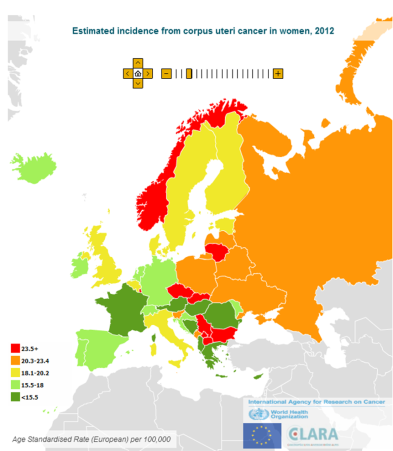 Estimated incidence from corpus uteri cancer in women, 2012
23.5+
20.3-23.4
18.1-20.2
15.5-18
<15.5
International Agency for Research on Cancer
World Health
Organization
CLARA
Age Standardised Rate (European) per 100,000